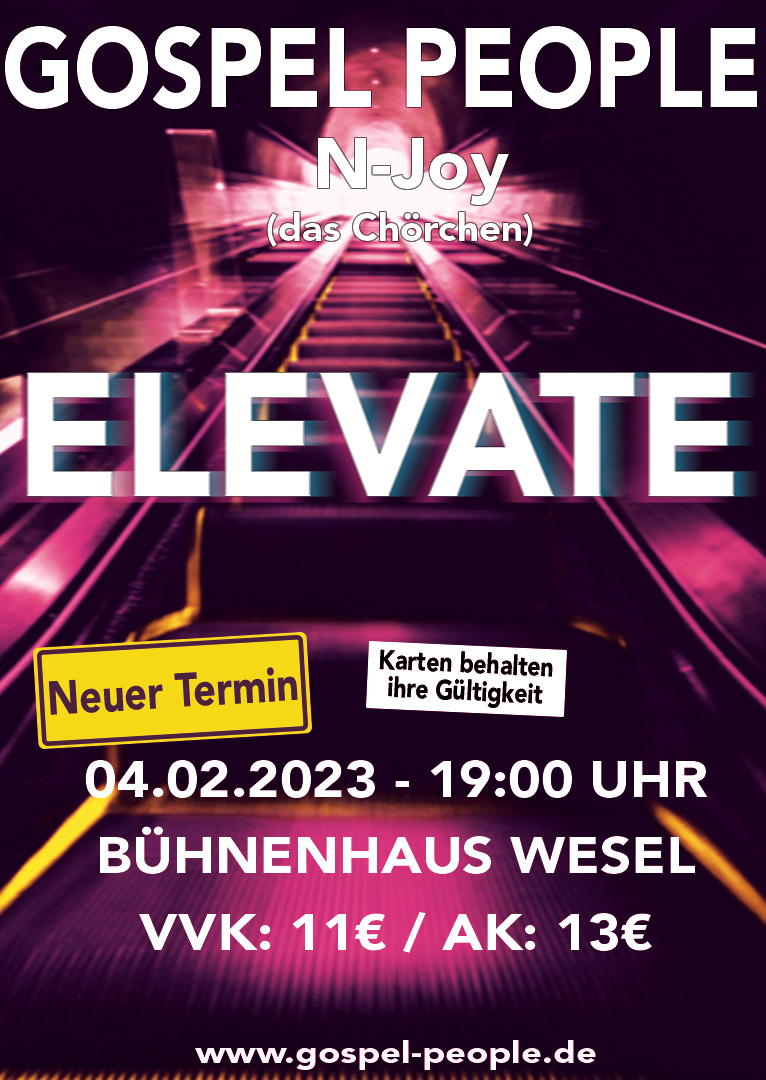 GOSPEL PEOPLE
N-Joy
(das Chörchen)
ELEVATE
Neuer Termin
Karten behalten
ihre Gültigkeit
04.02.2023 - 19:00 UHR
BÜHNENHAUS WESEL
VVK: 11€ / AK: 13€
www.gospel-people.de